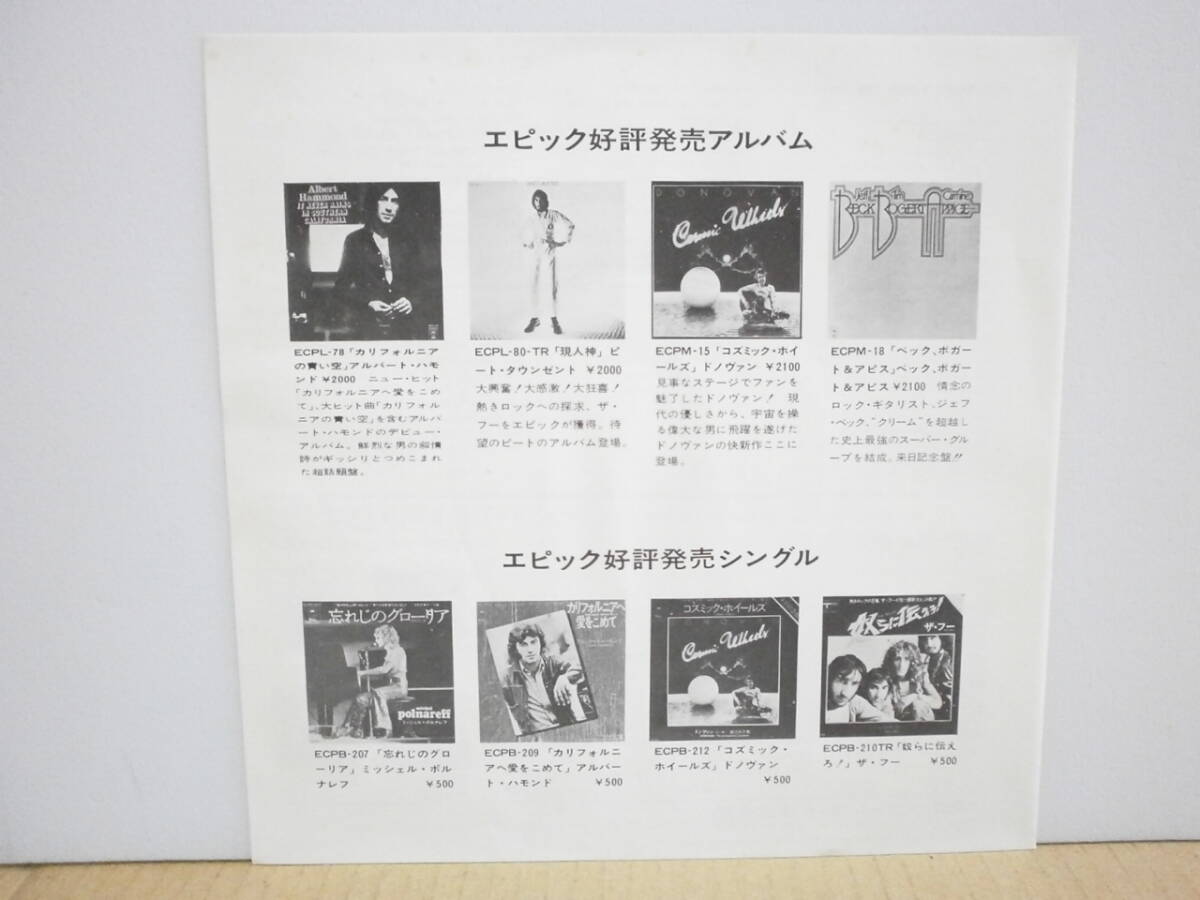 エピック好評発売アルバム
Albert
Hammond
IT NEVER RAINS
IN SOUTHERN
CALIFORNIA
ECPL-78「カリフォルニア
の青い空」アルバート・ハモ
ンド ¥2000 ニュー・ヒット
「カリフォルニアへ愛をこめ
て」、大ヒット曲「カリフォル
ニアの青い空」を含むアルバ
ート・ハモンドのデビュー・
アルバム。鮮烈な男の叙情
詩がギッシリとつめこまれ
た超話題盤。
ECPL-80-TR「現人神」ピ
ート・タウンゼント ¥2000
大興奮！大感激！大狂喜！
熱きロックへの探求、ザ・
フーをエピックが獲得。待
望のピートのアルバム登場。
DONOVAN
Cosmic Wheels
ECPM-15「コズミック・ホイ
ールズ」ドノヴァン ¥2100
見事なステージでファンを
魅了したドノヴァン！ 現
代の優しさから、宇宙を操
る偉大な男に飛躍を遂げた
ドノヴァンの快新作ここに
登場。
Jeff Tim Carmine
BECK BOGERT APPICE
ECPM-18「ベック、ボガー
ト&アピス」ベック、ボガー
ト&アピス ¥2100 情念の
ロック・ギタリスト、ジェフ
・ベック、"クリーム"を超越し
た史上最強のスーパー・グル
ープを結成。来日記念盤!!
エピック好評発売シングル
忘れじのグローリア
michel
polnareff
ミッシェル・ポルナレフ
ECPB-207「忘れじのグロ
ーリア」ミッシェル・ポル
ナレフ ¥500
カリフォルニアへ
愛をこめて
ECPB-209「カリフォルニ
アへ愛をこめて」アルバー
ト・ハモンド ¥500
コズミック・ホイールズ
DONOVAN
Cosmic Wheels
ECPB-212「コズミック・
ホイールズ」ドノヴァン
¥500
奴らに伝えろ！
ザ・フー
ECPB-210TR「奴らに伝え
ろ！」ザ・フー ¥500